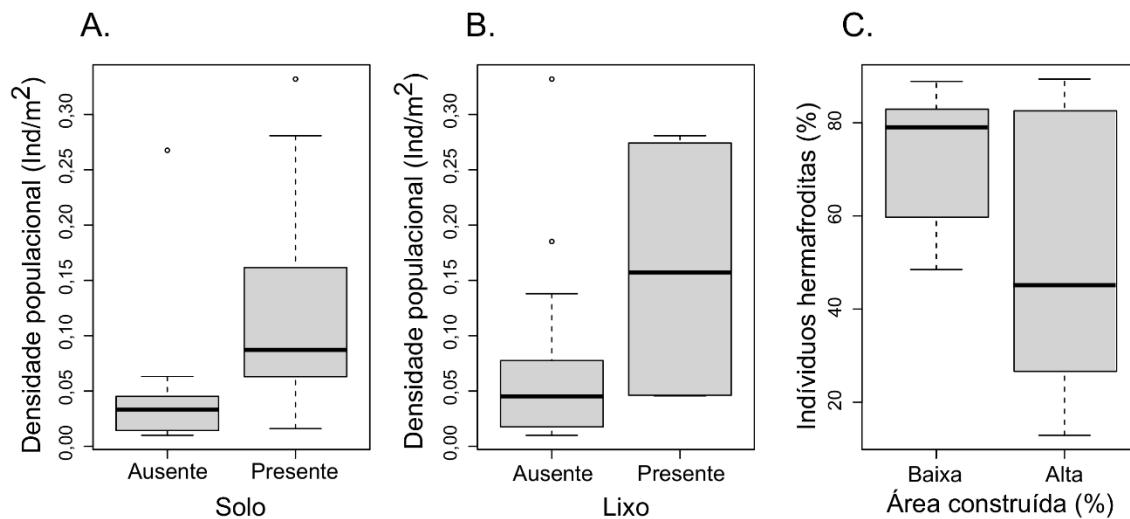 A.
Densidade populacional (Ind/m²)
0,00
0,05
0,10
0,15
0,20
0,25
0,30
Ausente
Presente
Solo
B.
Densidade populacional (Ind/m²)
0,00
0,05
0,10
0,15
0,20
0,25
0,30
Ausente
Presente
Lixo
C.
Indivíduos hermafroditas (%)
20
40
60
80
Baixa
Alta
Área construída (%)